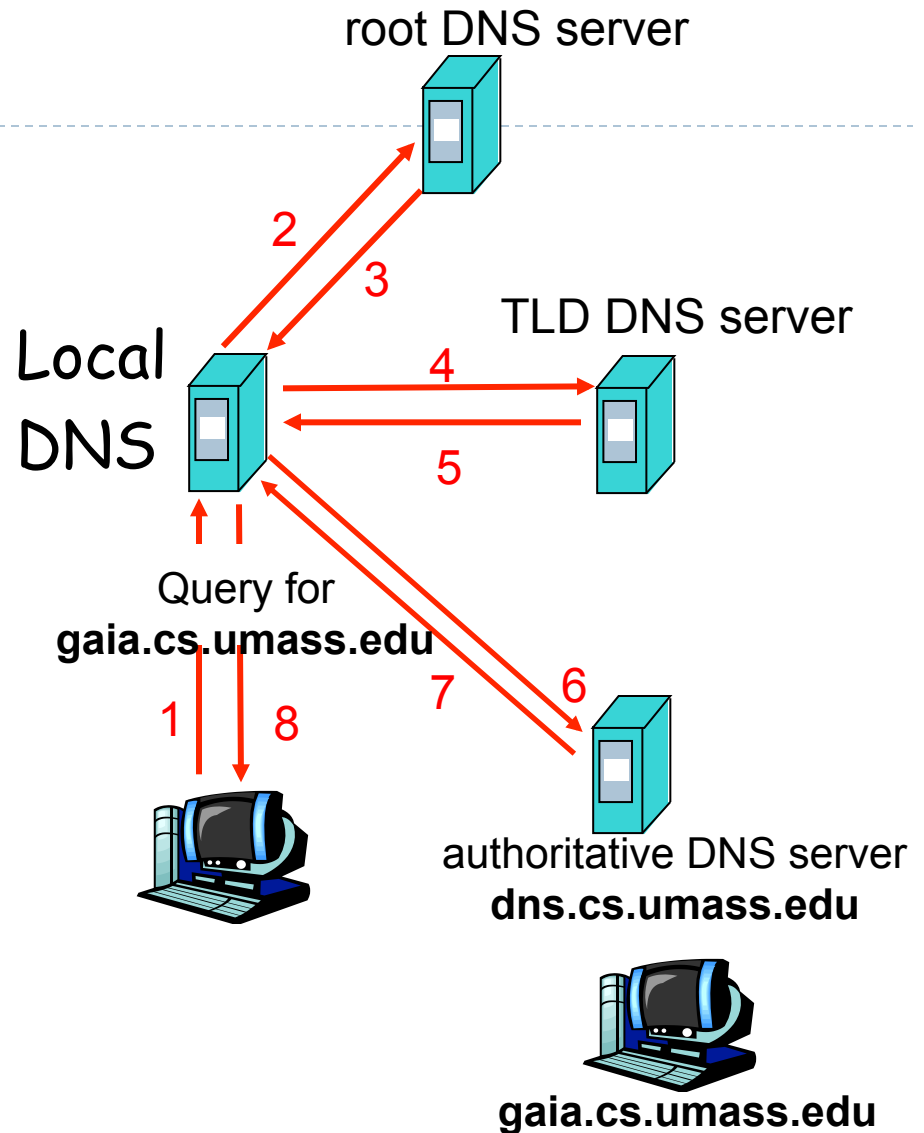 root DNS server
2
3
TLD DNS server
Local
DNS
4
5
Query for
gaia.cs.umass.edu
1
8
7
6
authoritative DNS server
dns.cs.umass.edu
gaia.cs.umass.edu